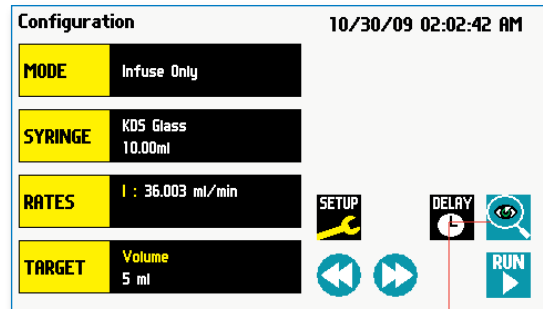 Configuration
10/30/09 02:02:42 AM
MODE
Infuse Only
SYRINGE
KDS Glass
10.00ml
RATES
I : 36.003 ml/min
TARGET
Volume
5 ml
SETUP
DELAY
RUN